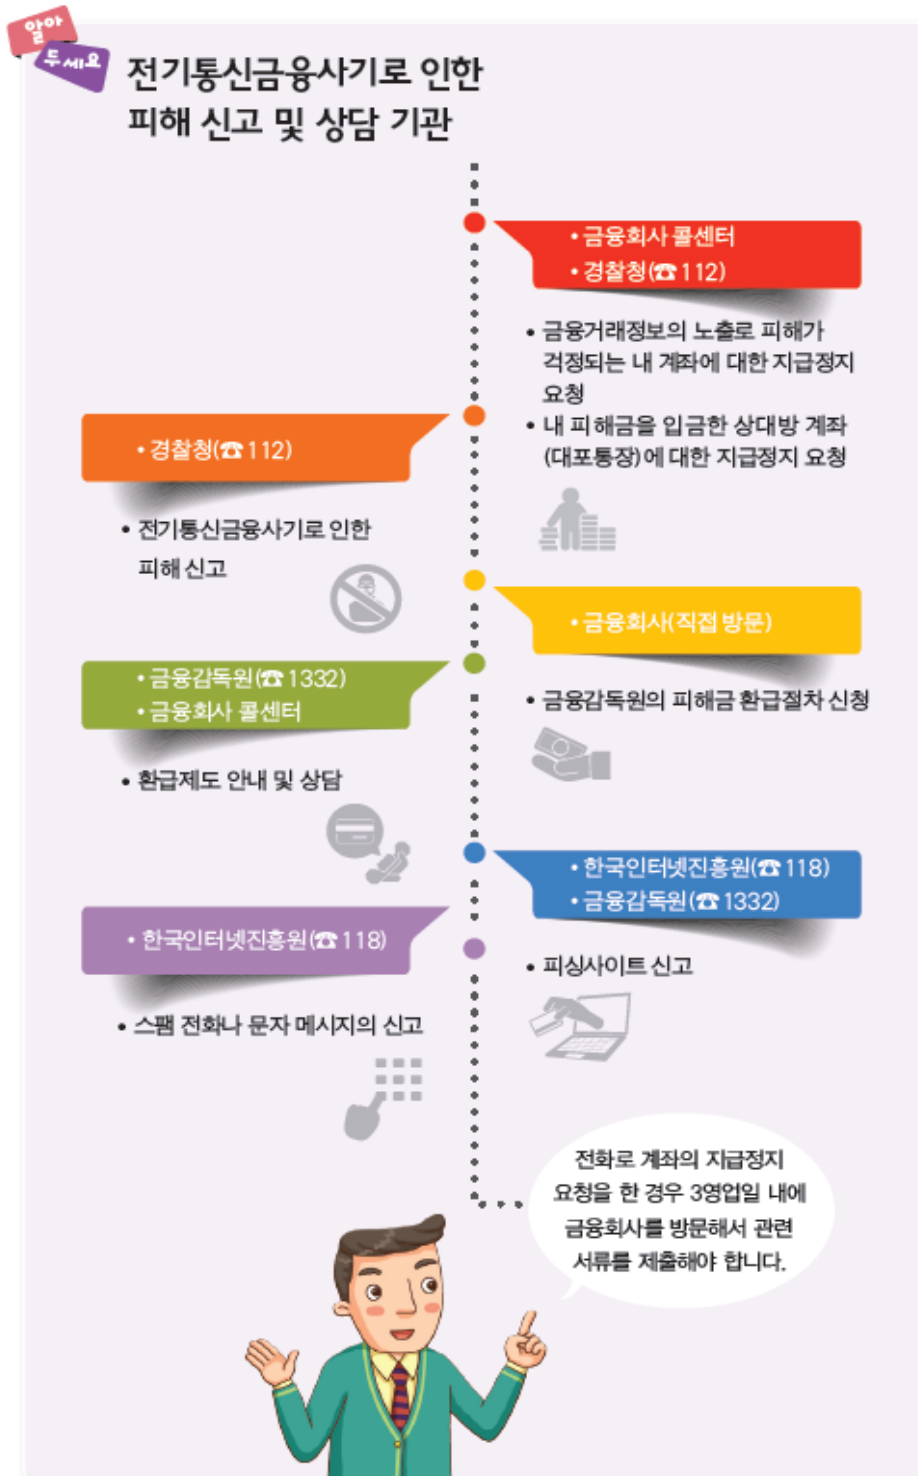 알아
두세요
전기통신금융사기로 인한
피해 신고 및 상담 기관
• 금융회사 콜센터
• 경찰청(☎112)
• 금융거래정보의 노출로 피해가
걱정되는 내 계좌에 대한 지급정지
요청
• 내 피해금을 입금한 상대방 계좌
(대포통장)에 대한 지급정지 요청
• 경찰청(☎112)
• 전기통신금융사기로 인한
피해 신고
• 금융회사(직접 방문)
• 금융감독원의 피해금 환급절차 신청
• 금융감독원(☎1332)
• 금융회사 콜센터
• 환급제도 안내 및 상담
• 한국인터넷진흥원(☎118)
• 금융감독원(☎1332)
• 피싱사이트 신고
• 한국인터넷진흥원(☎118)
• 스팸 전화나 문자 메시지의 신고
전화로 계좌의 지급정지
요청을 한 경우 3영업일 내에
금융회사를 방문해서 관련
서류를 제출해야 합니다.